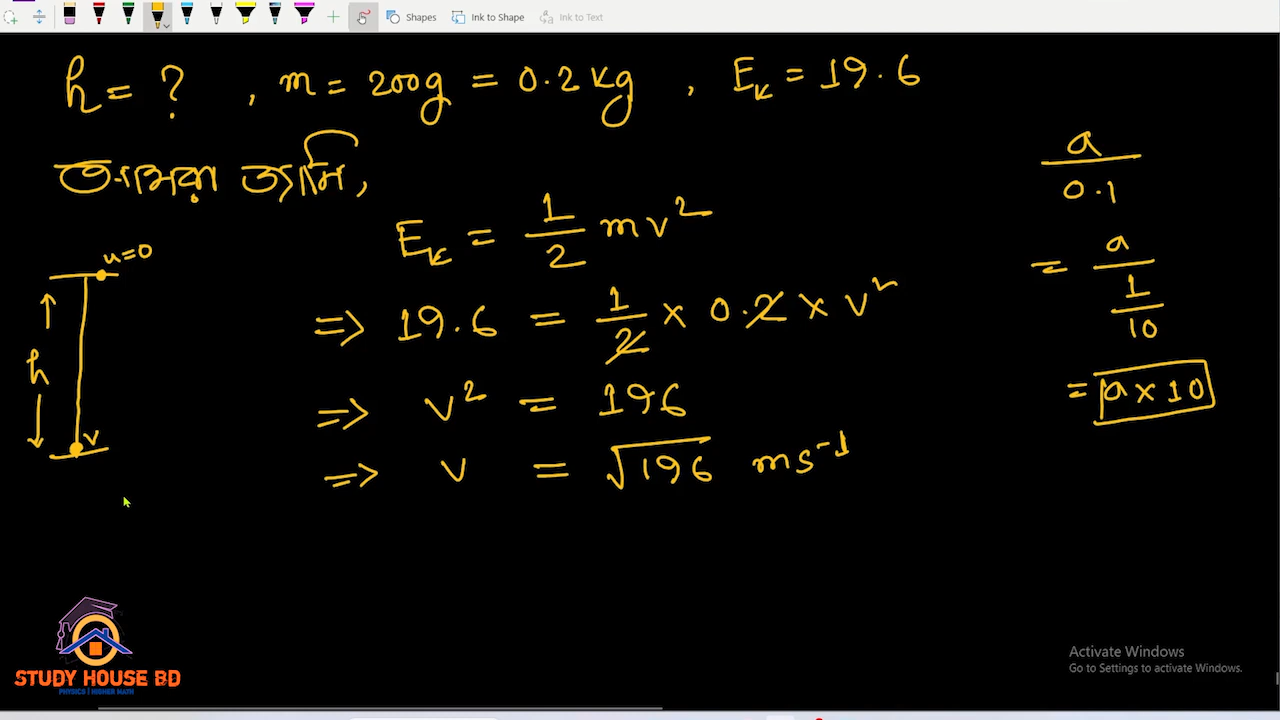 Shapes Ink to Shape Ink to Text
h = ? , m = 200g = 0.2 kg , E_k = 19.6
আমরা জানি,
E_k = 1/2 mv²
=> 19.6 = 1/2 × 0.2 × v²
=> v² = 196
=> v = √196 ms⁻¹
u=0
h
v
a/0.1
= a/(1/10)
= a × 10
STUDY HOUSE BD
PHYSICS | HIGHER MATH
Activate Windows
Go to Settings to activate Windows.